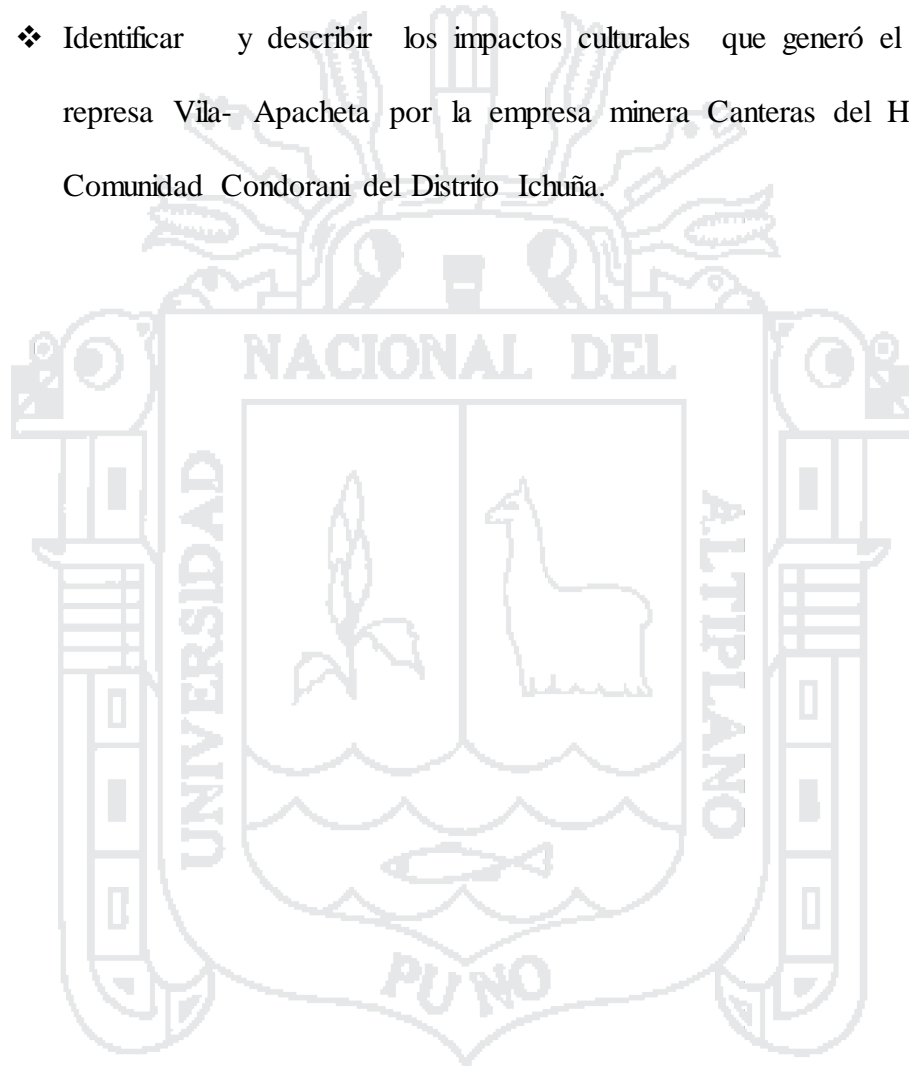 ❖ Identificar y describir los impactos culturales que generó el
represa Vila- Apacheta por la empresa minera Canteras del H
Comunidad Condorani del Distrito Ichuña.
NACIONAL DEL
UNIVERSIDAD
ALTIPLANO
PUNO